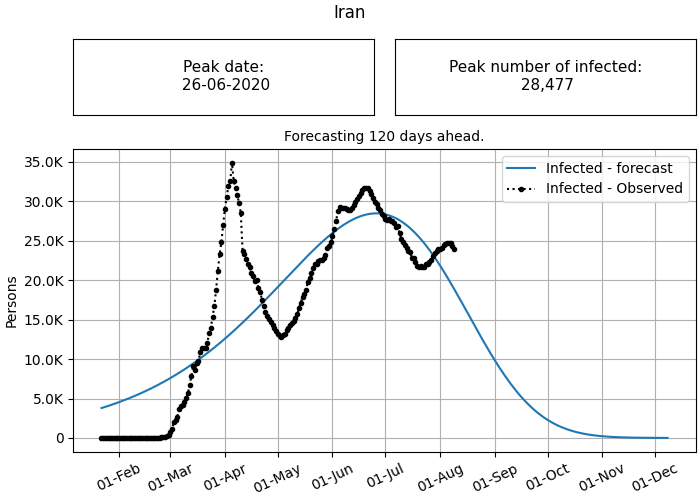 Iran
Peak date:
26-06-2020
Peak number of infected:
28,477
Forecasting 120 days ahead.
Infected - forecast
Infected - Observed
Persons
35.0K
30.0K
25.0K
20.0K
15.0K
10.0K
5.0K
0
01-Feb 01-Mar 01-Apr 01-May 01-Jun 01-Jul 01-Aug 01-Sep 01-Oct 01-Nov 01-Dec